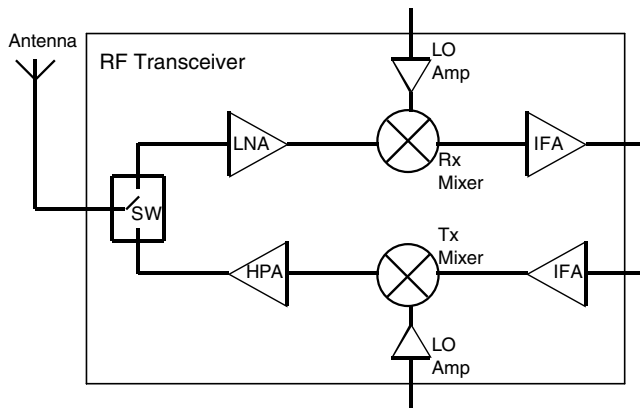 Antenna
RF Transceiver
LO
Amp
LNA
Rx
Mixer
IFA
SW
Tx
Mixer
HPA
IFA
LO
Amp